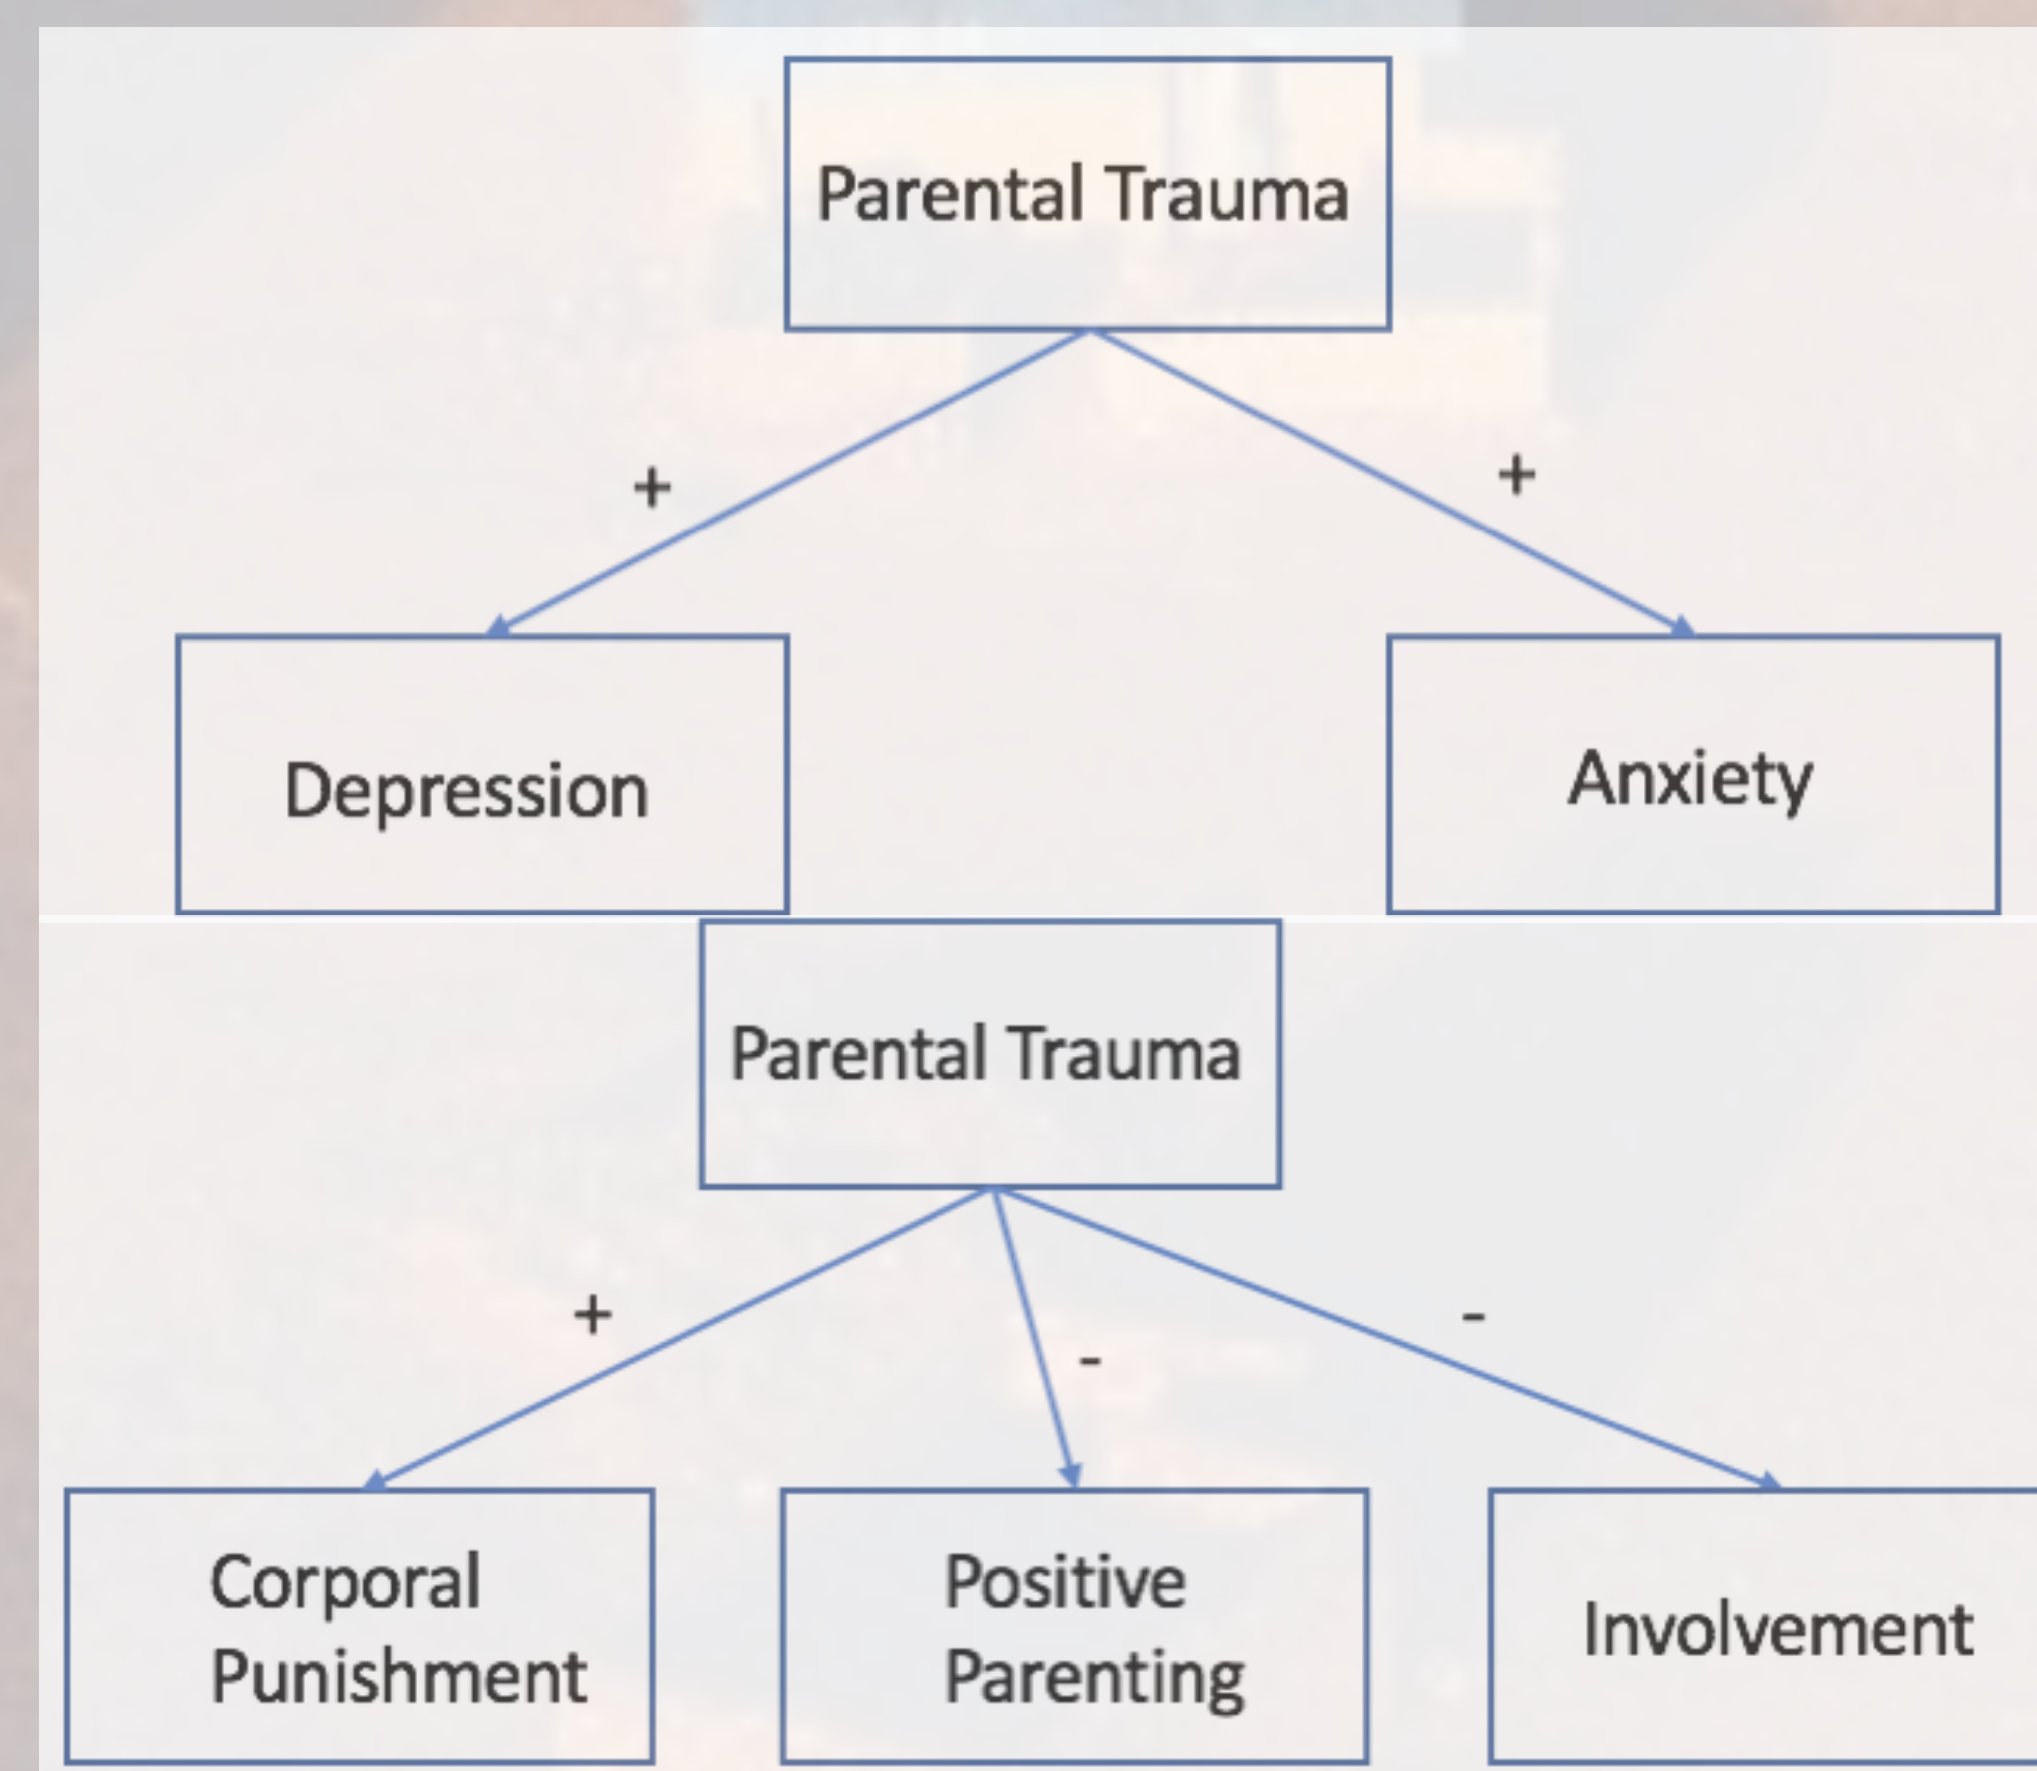 Parental Trauma
+
+
Depression
Anxiety
Parental Trauma
+
-
-
Corporal
Punishment
Positive
Parenting
Involvement